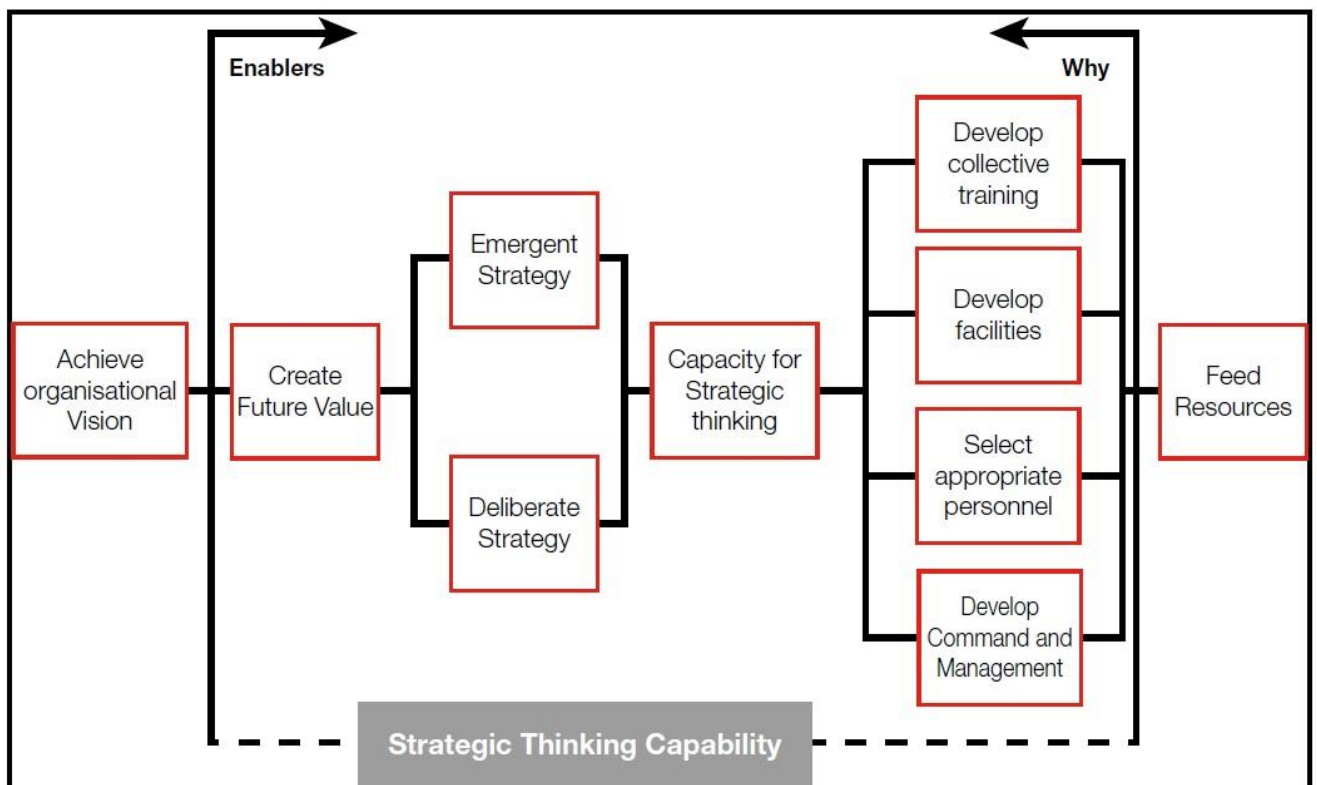 Enablers
Why
Achieve
organisational
Vision
Create
Future Value
Emergent
Strategy
Deliberate
Strategy
Capacity for
Strategic
thinking
Develop
collective
training
Develop
facilities
Select
appropriate
personnel
Develop
Command and
Management
Feed
Resources
Strategic Thinking Capability